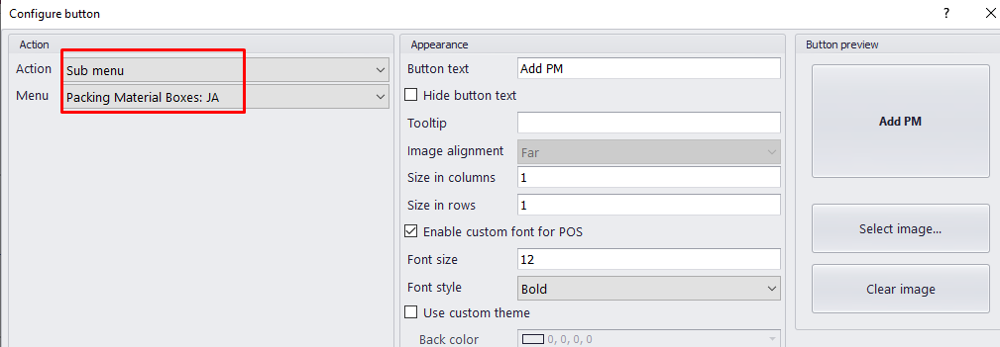 Configure button
?
Action
Action Sub menu
Menu Packing Material Boxes: JA
Appearance
Button text Add PM
Hide button text
Tooltip
Image alignment Far
Size in columns 1
Size in rows 1
Enable custom font for POS
Font size 12
Font style Bold
Use custom theme
Back color 0, 0, 0, 0
Button preview
Add PM
Select image...
Clear image